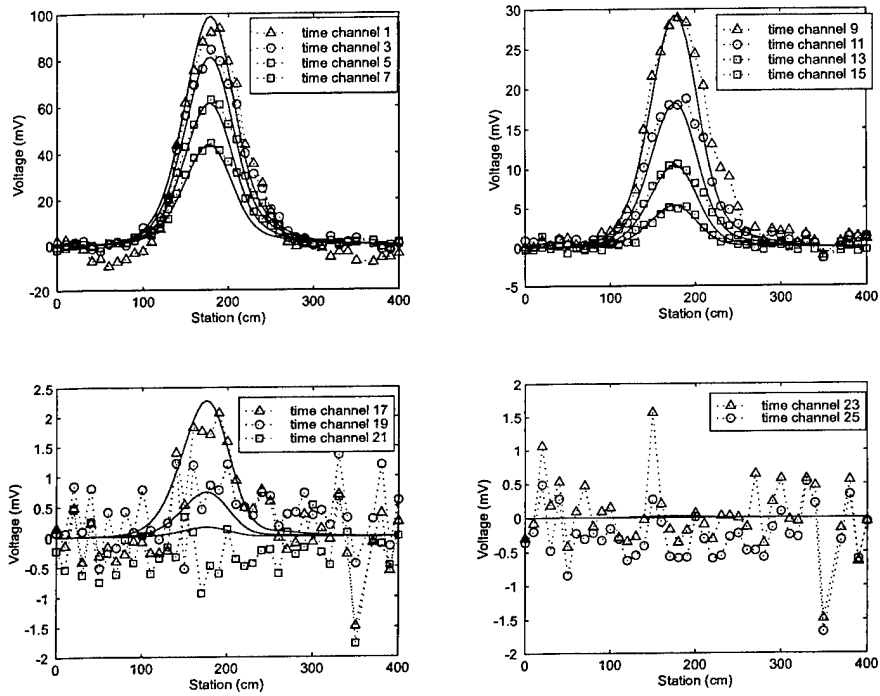 100
80
60
40
20
0
-20
0
100
200
300
400
Voltage (mV)
Station (cm)
time channel 1
time channel 3
time channel 5
time channel 7
30
25
20
15
10
5
0
-5
0
100
200
300
400
Voltage (mV)
Station (cm)
time channel 9
time channel 11
time channel 13
time channel 15
2.5
2
1.5
1
0.5
0
-0.5
-1
-1.5
-2
0
100
200
300
400
Voltage (mV)
Station (cm)
time channel 17
time channel 19
time channel 21
2
1.5
1
0.5
0
-0.5
-1
-1.5
-2
0
100
200
300
400
Voltage (mV)
Station (cm)
time channel 23
time channel 25